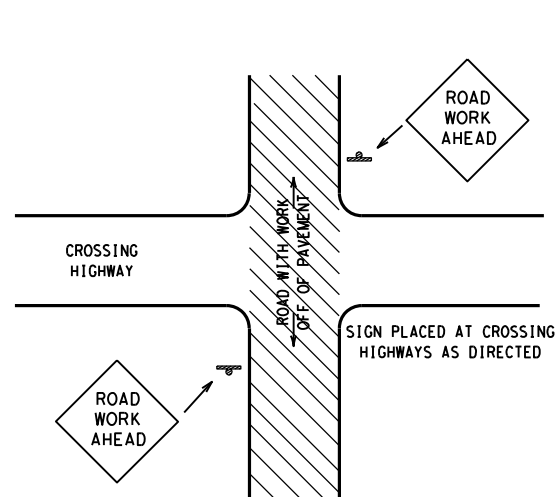 ROAD
WORK
AHEAD
CROSSING
HIGHWAY
ROAD WITH WORK
OFF OF PAVEMENT
SIGN PLACED AT CROSSING
HIGHWAYS AS DIRECTED
ROAD
WORK
AHEAD